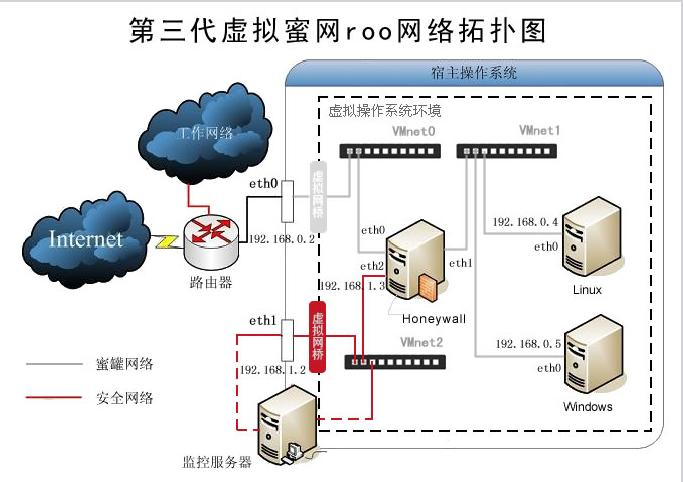 第三代虚拟蜜网roo网络拓扑图
宿主操作系统
虚拟操作系统环境
VMnet0
VMnet1
工作网络
eth0
虚拟网桥
192.168.0.2
Internet
路由器
eth0
eth2
192.168.1.3
eth1
Honeywall
192.168.0.4
eth0
Linux
eth1
虚拟网桥
VMnet2
192.168.1.2
192.168.0.5
eth0
Windows
蜜罐网络
安全网络
监控服务器